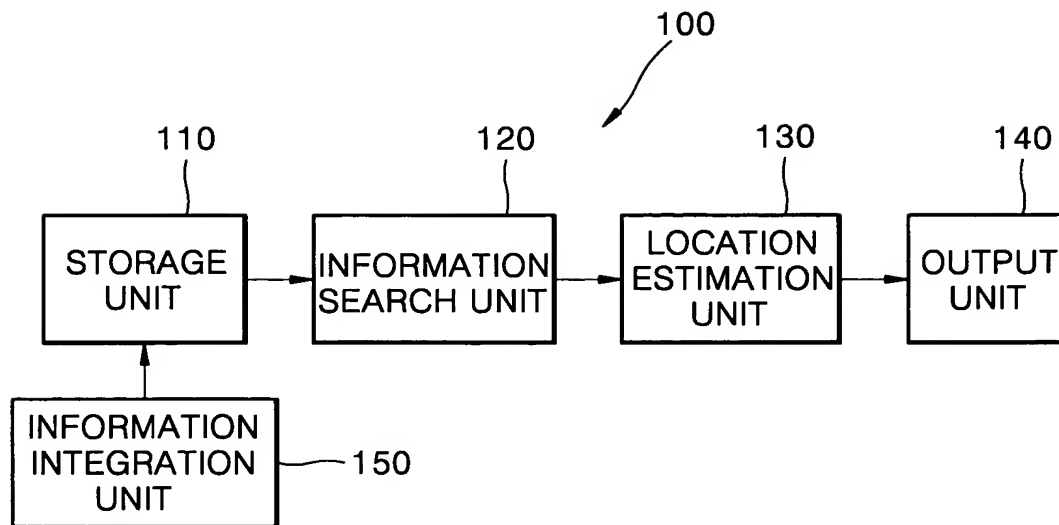 100
110
120
130
140
STORAGE
UNIT
INFORMATION
SEARCH UNIT
LOCATION
ESTIMATION
UNIT
OUTPUT
UNIT
INFORMATION
INTEGRATION
UNIT
150